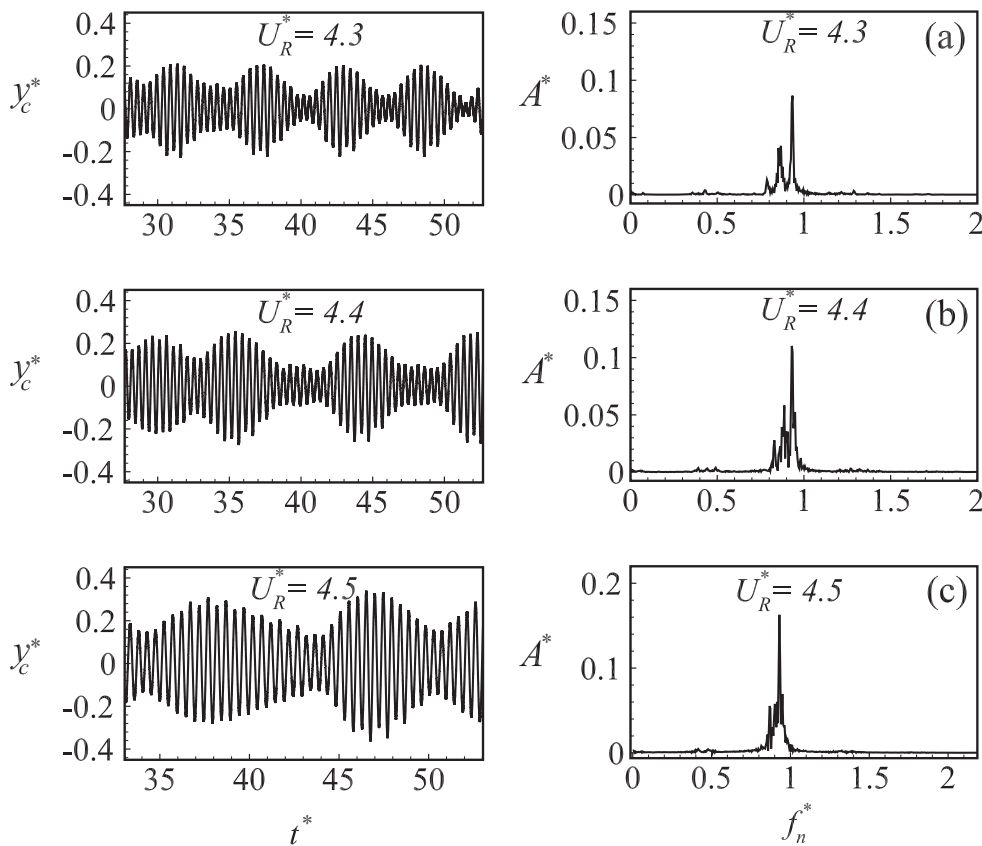 U*R = 4.3
y*c
0.4
0.2
0
-0.2
-0.4
30 35 40 45 50
U*R = 4.3
(a)
A*
0.15
0.1
0.05
0
0 0.5 1 1.5 2
U*R = 4.4
y*c
0.4
0.2
0
-0.2
-0.4
30 35 40 45 50
U*R = 4.4
(b)
A*
0.15
0.1
0.05
0
0 0.5 1 1.5 2
U*R = 4.5
y*c
0.4
0.2
0
-0.2
-0.4
35 40 45 50
t*
U*R = 4.5
(c)
A*
0.2
0.1
0
0 0.5 1 1.5 2
f*n